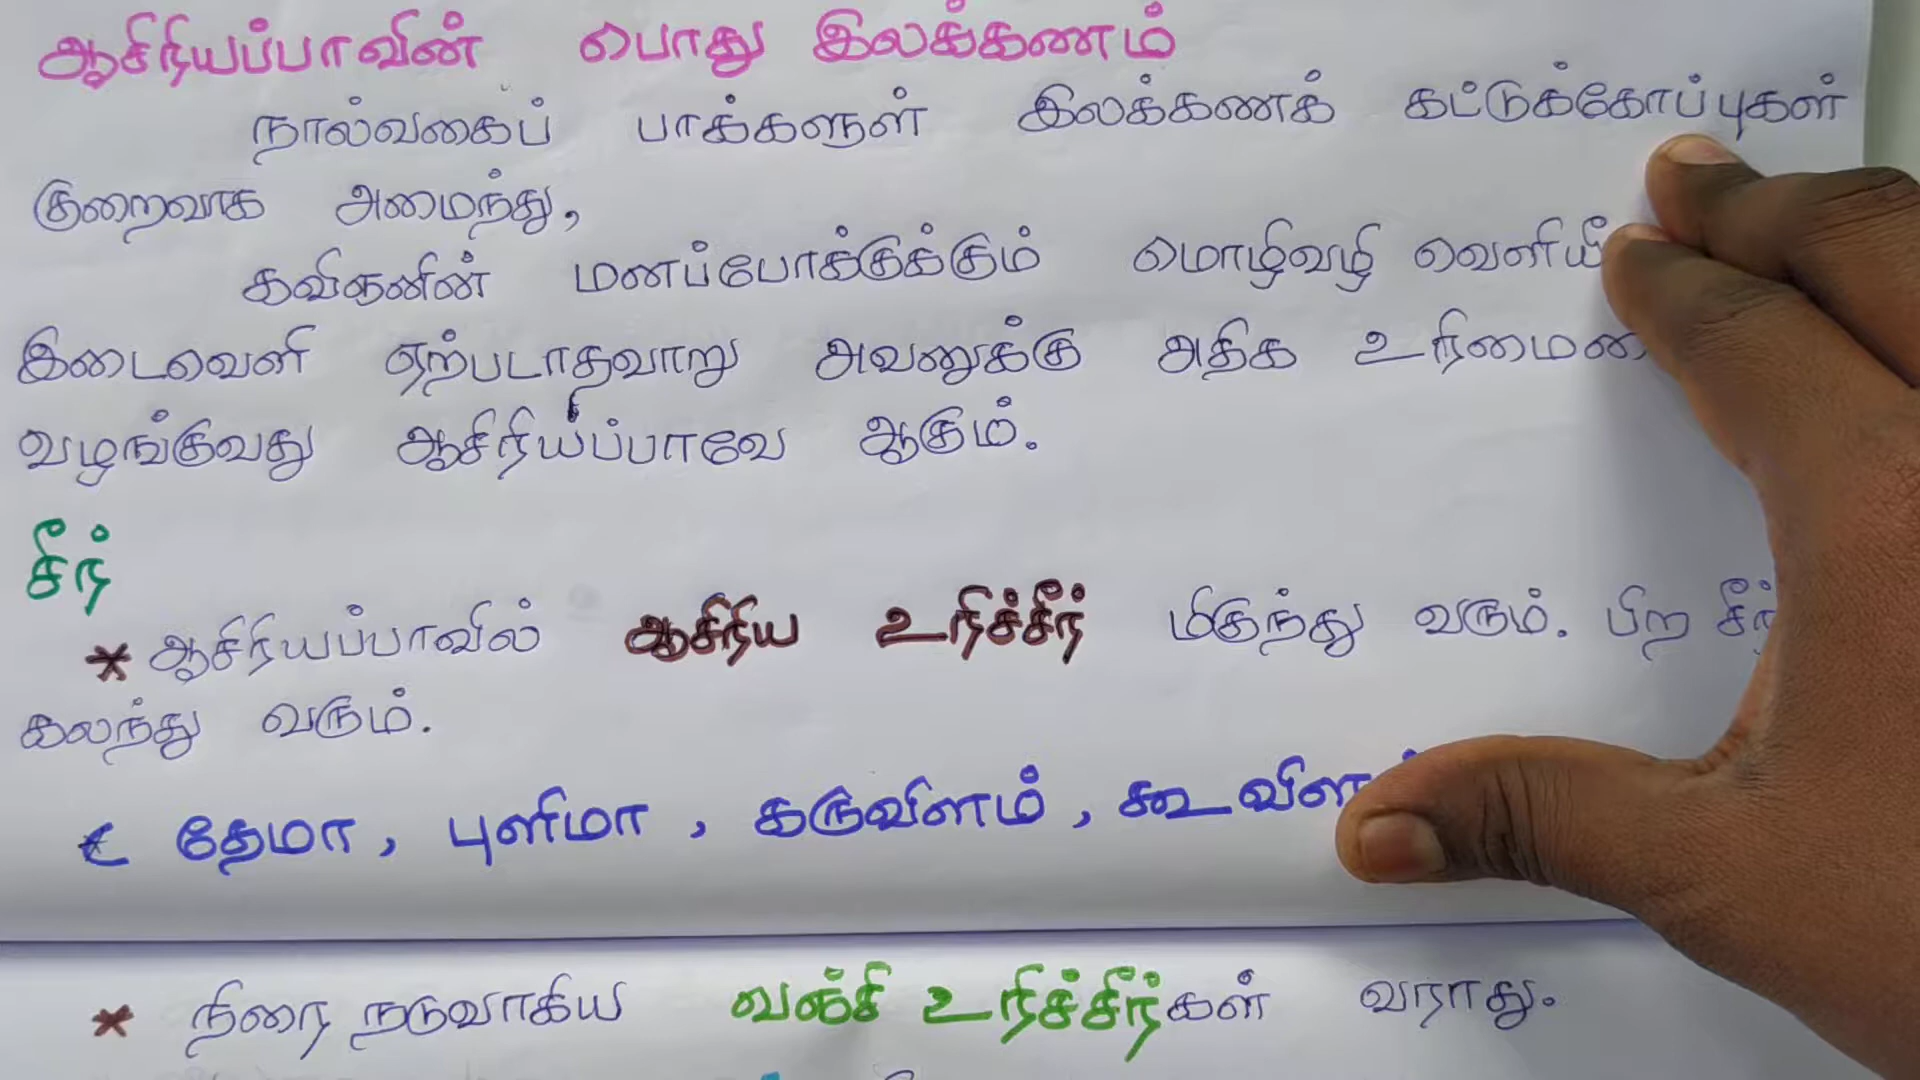 ஆசிரியப்பாவின் பொது இலக்கணம்
நால்வகைப் பாக்களுள் இலக்கணக் கட்டுக்கோப்புகள்
குறைவாக அமைந்து,
கவிஞனின் மனப்போக்குக்கும் மொழிவழி
இடைவெளி ஏற்படாதவாறு அவனுக்கு அதிக
வழங்குவது ஆசிரியப்பாவே ஆகும்.
சீர்
* ஆசிரியப்பாவில் ஆசிரிய உரிச்சீர் மிகுந்து வரும். பிற சீர்
கலந்து வரும்.
தேமா, புளிமா, கருவிளம்,
* நிரை நடுவாகிய வஞ்சி உரிச்சீர்கள் வராது.